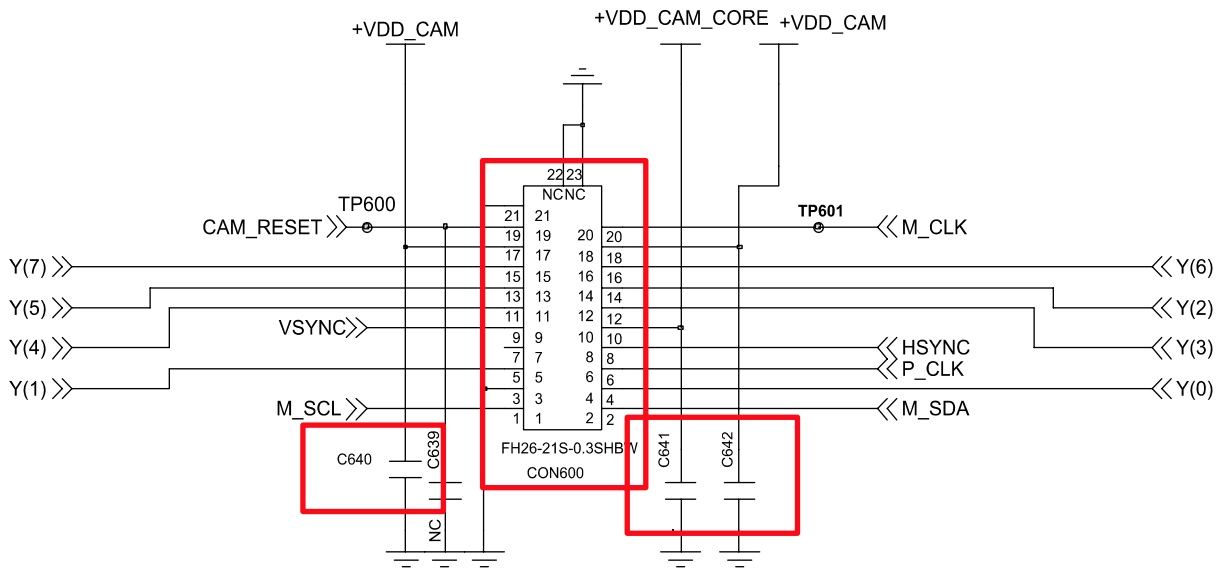 +VDD_CAM
+VDD_CAM_CORE
+VDD_CAM
22 23
NC NC
TP600
TP601
CAM_RESET
M_CLK
21 21
19 19 20 20
17 17 18 18
Y(7)
Y(6)
15 15 16 16
Y(5)
13 13 14 14
Y(2)
11 11 12 12
VSYNC
9 9 10 10
Y(4)
HSYNC
Y(3)
7 7 8 8
P_CLK
5 5 6 6
Y(1)
Y(0)
3 3 4 4
M_SCL
M_SDA
1 1 2 2
FH26-21S-0.3SHBW
CON600
C640
C639
NC
C641
C642